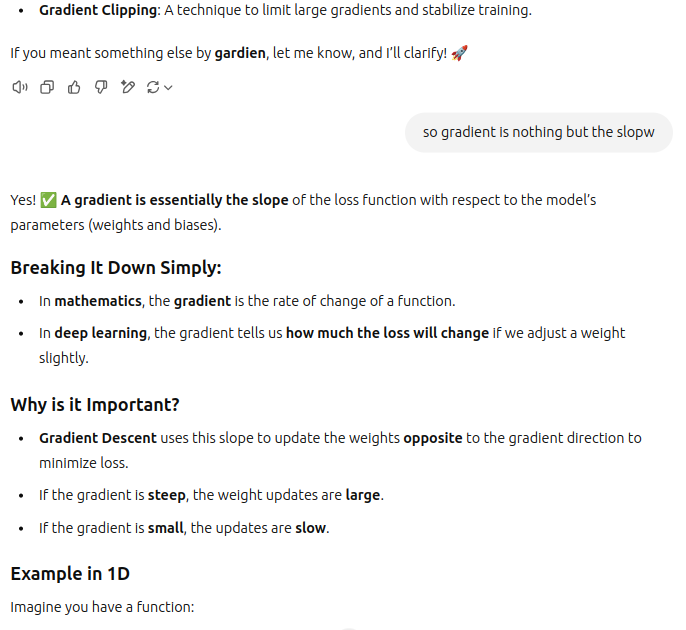 • Gradient Clipping: A technique to limit large gradients and stabilize training.
If you meant something else by gardien, let me know, and I'll clarify! 🚀
so gradient is nothing but the slopw
Yes! ✅ A gradient is essentially the slope of the loss function with respect to the model's
parameters (weights and biases).
Breaking It Down Simply:
• In mathematics, the gradient is the rate of change of a function.
• In deep learning, the gradient tells us how much the loss will change if we adjust a weight
slightly.
Why is it Important?
• Gradient Descent uses this slope to update the weights opposite to the gradient direction to
minimize loss.
• If the gradient is steep, the weight updates are large.
• If the gradient is small, the updates are slow.
Example in 1D
Imagine you have a function: